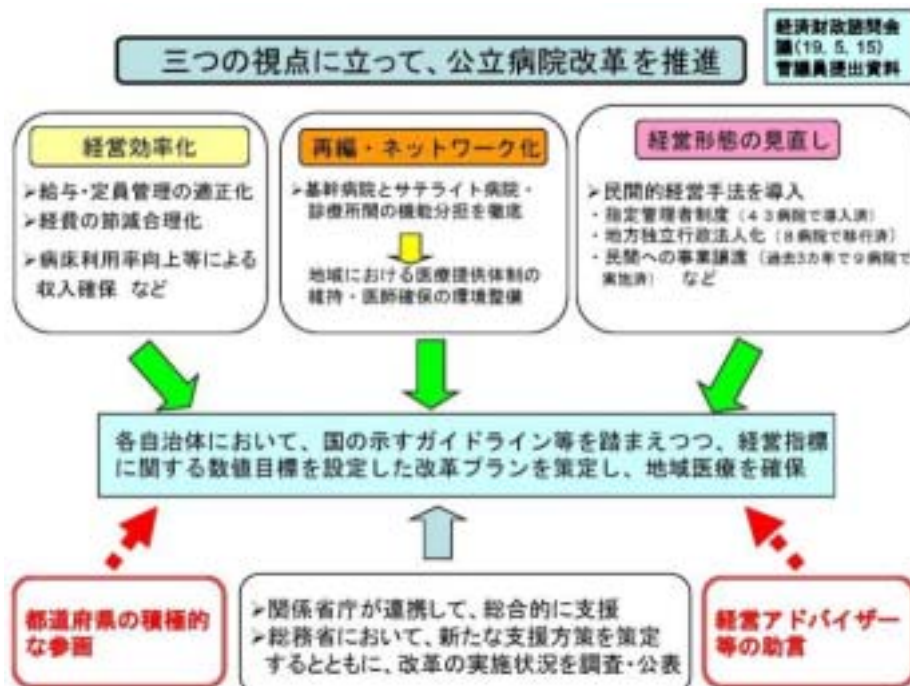 三つの視点に立って、公立病院改革を推進
経済財政諮問会
議(19. 5. 15)
菅議員提出資料
経営効率化
➢給与・定員管理の適正化
➢経費の節減合理化
➢病床利用率向上等による
収入確保 など
再編・ネットワーク化
➢基幹病院とサテライト病院・
診療所間の機能分担を徹底
地域における医療提供体制の
維持・医師確保の環境整備
経営形態の見直し
➢民間的経営手法を導入
・指定管理者制度(43病院で導入済)
・地方独立行政法人化(8病院で移行済)
・民間への事業譲渡(過去3カ年で9病院で
実施済) など
各自治体において、国の示すガイドライン等を踏まえつつ、経営指標
に関する数値目標を設定した改革プランを策定し、地域医療を確保
都道府県の積極的
な参画
➢関係省庁が連携して、総合的に支援
➢総務省において、新たな支援方策を策定
するとともに、改革の実施状況を調査・公表
経営アドバイザー
等の助言